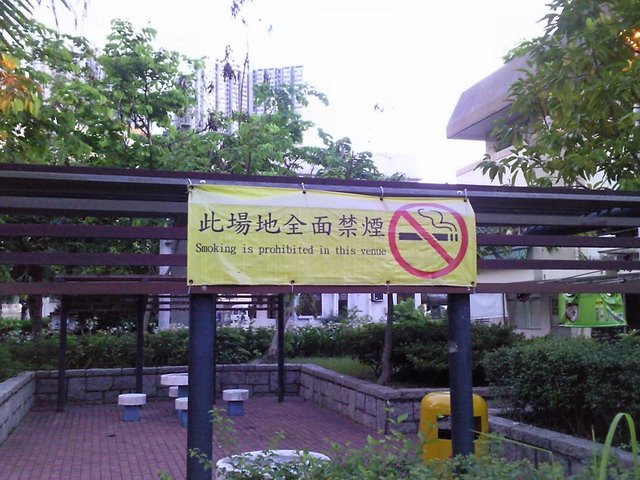 此場地全面禁煙
Smoking is prohibited in this venue